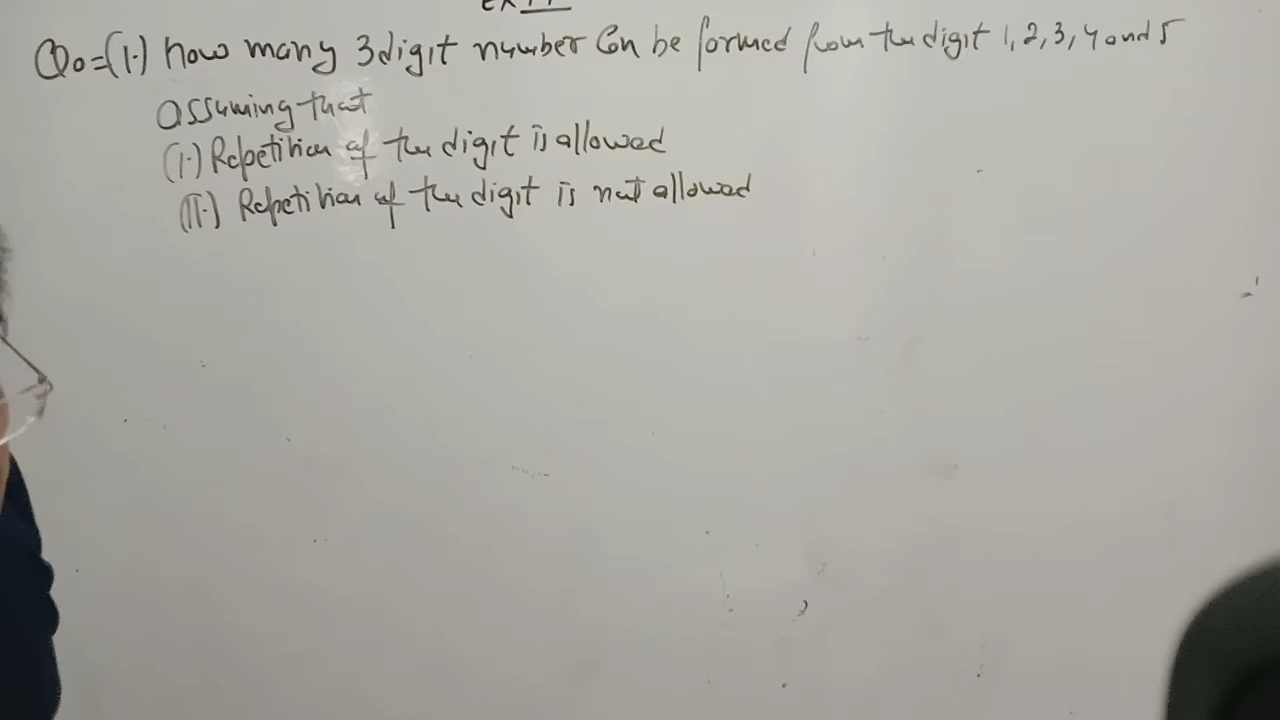 Qo=(1.) How many 3 digit number Can be formed from the digit 1, 2, 3, 4 and 5
assuming that
(I.) Repetition of the digit is allowed
(II.) Repetition of the digit is not allowed